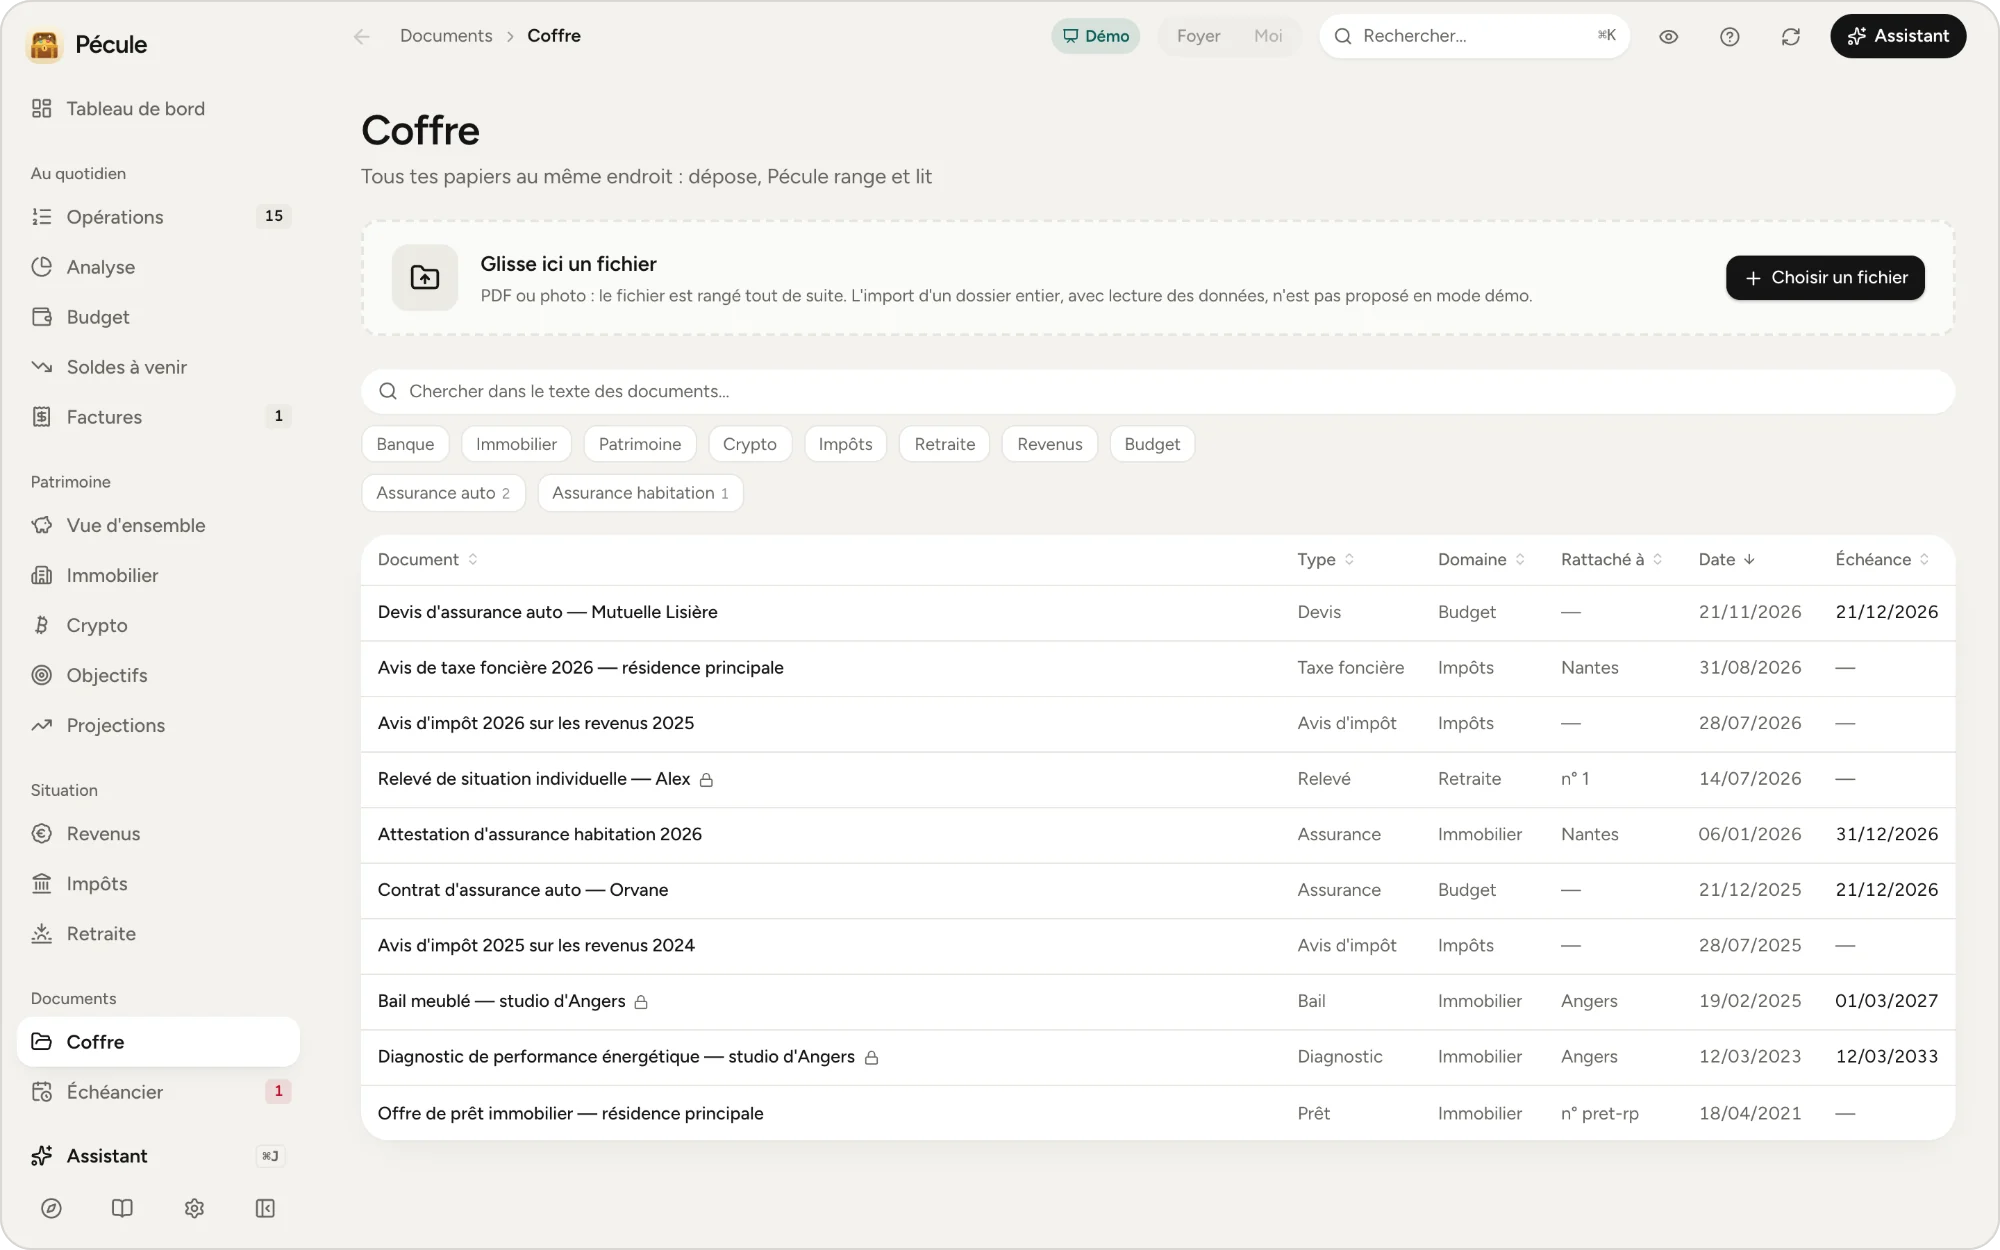 Pécule
Documents > Coffre
Démo
Foyer Moi
Rechercher... ⌘K
Assistant
Tableau de bord
Au quotidien
Opérations 15
Analyse
Budget
Soldes à venir
Factures 1
Patrimoine
Vue d'ensemble
Immobilier
Crypto
Objectifs
Projections
Situation
Revenus
Impôts
Retraite
Documents
Coffre
Échéancier 1
Assistant ⌘J
Coffre
Tous tes papiers au même endroit : dépose, Pécule range et lit
Glisse ici un fichier
PDF ou photo : le fichier est rangé tout de suite. L'import d'un dossier entier, avec lecture des données, n'est pas proposé en mode démo.
+ Choisir un fichier
Chercher dans le texte des documents...
Banque Immobilier Patrimoine Crypto Impôts Retraite Revenus Budget
Assurance auto 2 Assurance habitation 1
Document Type Domaine Rattaché à Date ↓ Échéance
Devis d'assurance auto — Mutuelle Lisière Devis Budget — 21/11/2026 21/12/2026
Avis de taxe foncière 2026 — résidence principale Taxe foncière Impôts Nantes 31/08/2026 —
Avis d'impôt 2026 sur les revenus 2025 Avis d'impôt Impôts — 28/07/2026 —
Relevé de situation individuelle — Alex Relevé Retraite n° 1 14/07/2026 —
Attestation d'assurance habitation 2026 Assurance Immobilier Nantes 06/01/2026 31/12/2026
Contrat d'assurance auto — Orvane Assurance Budget — 21/12/2025 21/12/2026
Avis d'impôt 2025 sur les revenus 2024 Avis d'impôt Impôts — 28/07/2025 —
Bail meublé — studio d'Angers Bail Immobilier Angers 19/02/2025 01/03/2027
Diagnostic de performance énergétique — studio d'Angers Diagnostic Immobilier Angers 12/03/2023 12/03/2033
Offre de prêt immobilier — résidence principale Prêt Immobilier n° pret-rp 18/04/2021 —